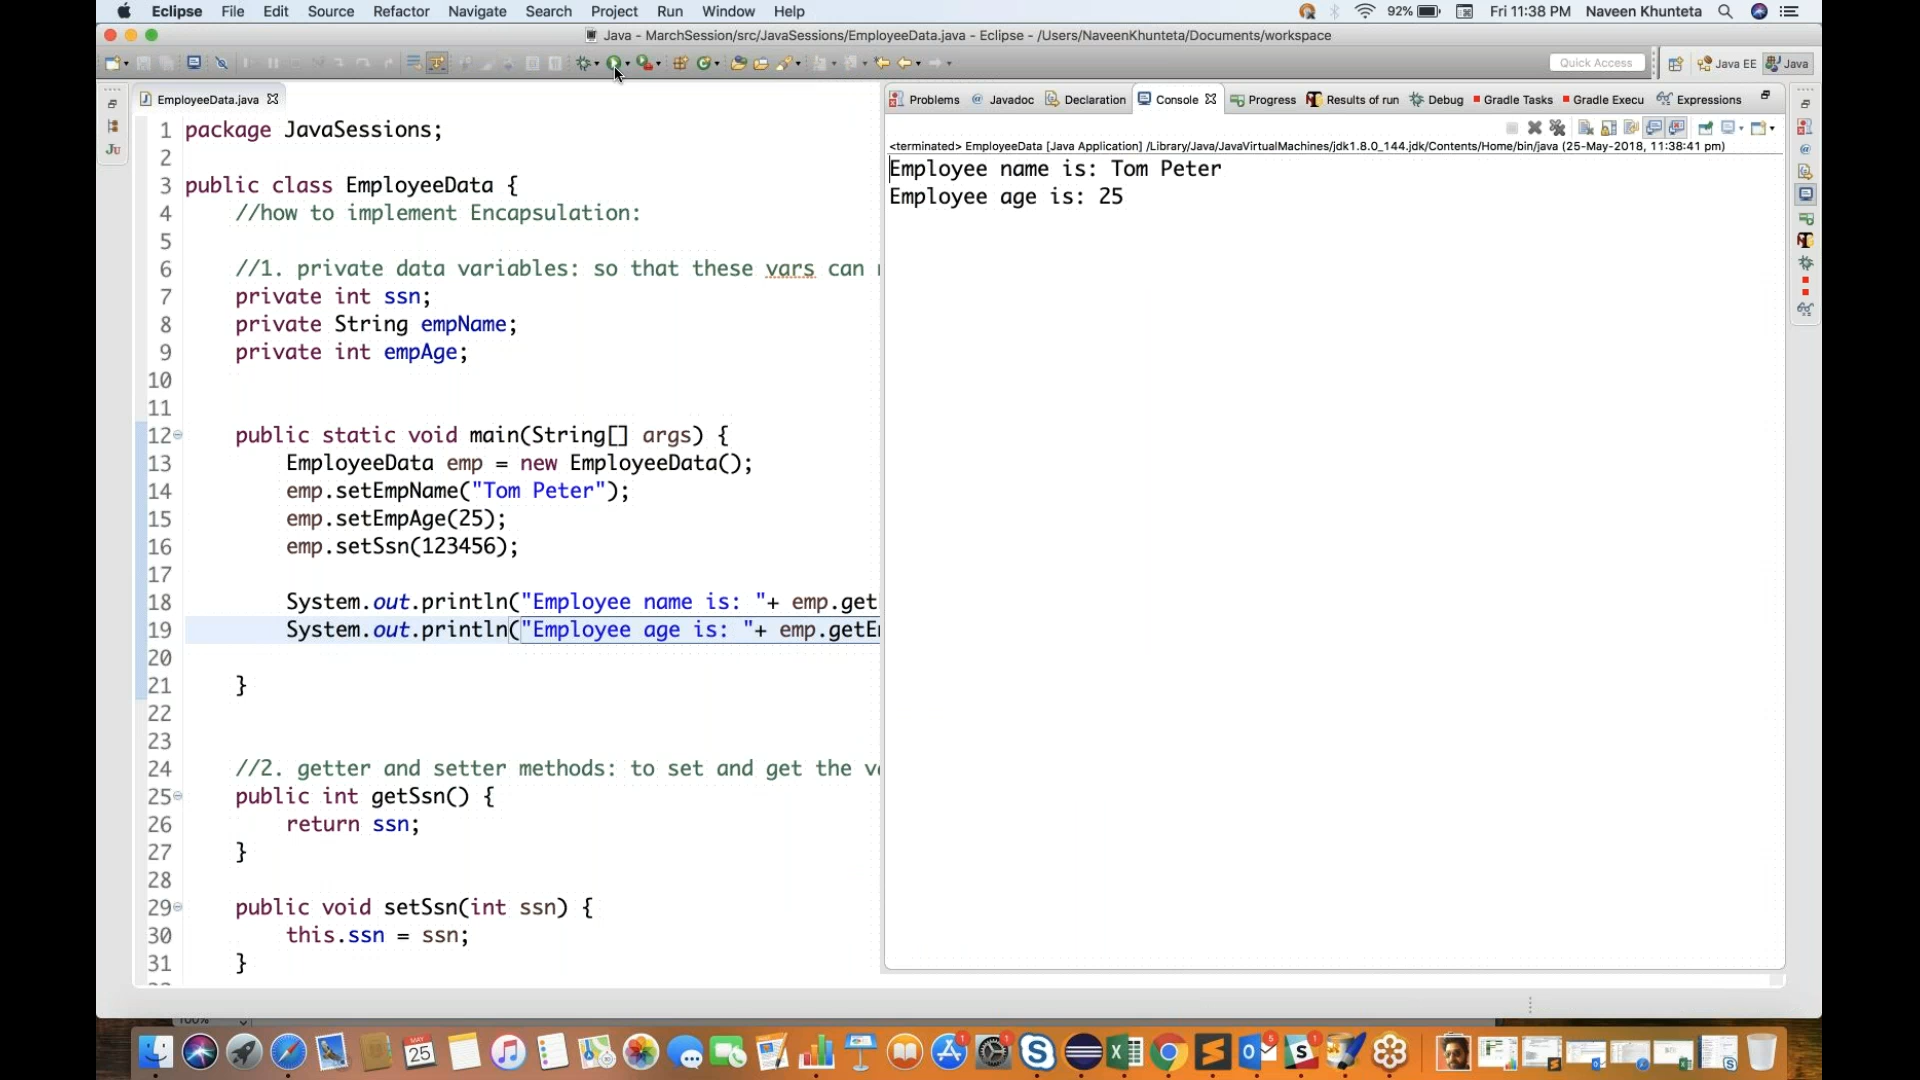 Eclipse File Edit Source Refactor Navigate Search Project Run Window Help 92% Fri 11:38 PM Naveen Khunteta
Java - MarchSession/src/JavaSessions/EmployeeData.java - Eclipse - /Users/NaveenKhunteta/Documents/workspace
Quick Access Java EE Java
EmployeeData.java
1 package JavaSessions;
2
3 public class EmployeeData {
4 //how to implement Encapsulation:
5
6 //1. private data variables: so that these vars can
7 private int ssn;
8 private String empName;
9 private int empAge;
10
11
12 public static void main(String[] args) {
13 EmployeeData emp = new EmployeeData();
14 emp.setEmpName("Tom Peter");
15 emp.setEmpAge(25);
16 emp.setSsn(123456);
17
18 System.out.println("Employee name is: "+ emp.get
19 System.out.println("Employee age is: "+ emp.getE
20
21 }
22
23
24 //2. getter and setter methods: to set and get the v
25 public int getSsn() {
26 return ssn;
27 }
28
29 public void setSsn(int ssn) {
30 this.ssn = ssn;
31 }
Problems Javadoc Declaration Console Progress Results of run Debug Gradle Tasks Gradle Execu Expressions
<terminated> EmployeeData [Java Application] /Library/Java/JavaVirtualMachines/jdk1.8.0_144.jdk/Contents/Home/bin/java (25-May-2018, 11:38:41 pm)
Employee name is: Tom Peter
Employee age is: 25
Ju
100%
25